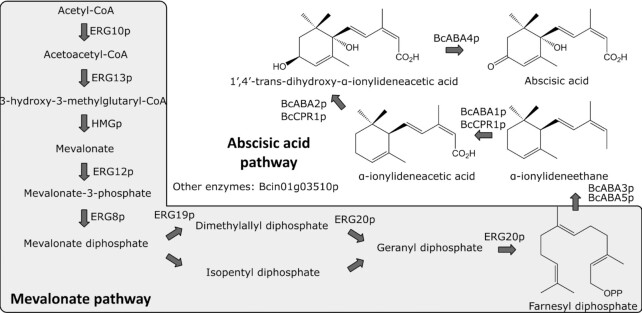 Acetyl-CoA
ERG10p
Acetoacetyl-CoA
ERG13p
3-hydroxy-3-methylglutaryl-CoA
HMGp
Mevalonate
ERG12p
Mevalonate-3-phosphate
ERG8p
Mevalonate diphosphate
ERG19p
Dimethylallyl diphosphate
Isopentyl diphosphate
ERG20p
Geranyl diphosphate
ERG20p
OPP
Farnesyl diphosphate
Mevalonate pathway
BcABA3p
BcABA5p
α-ionylideneethane
BcABA1p
BcCPR1p
CO₂H
α-ionylideneacetic acid
BcABA2p
BcCPR1p
OH
HO
CO₂H
1',4'-trans-dihydroxy-α-ionylideneacetic acid
BcABA4p
O
OH
CO₂H
Abscisic acid
Abscisic acid
pathway
Other enzymes: Bcin01g03510p